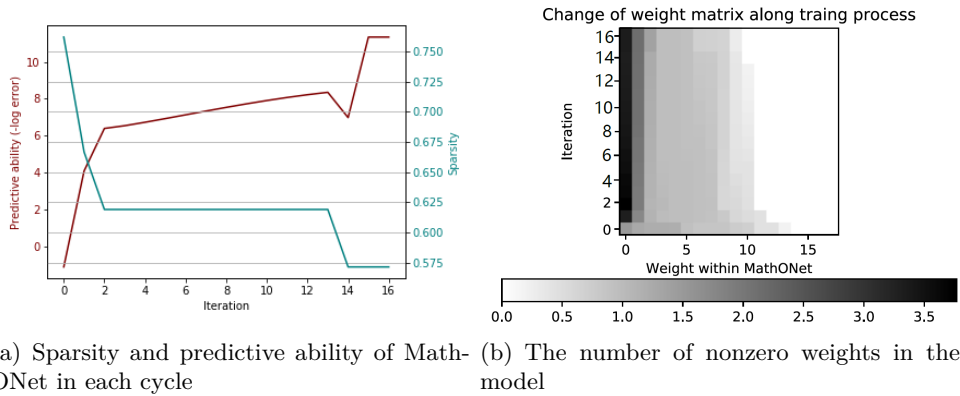 Change of weight matrix along traing process
10
8
6
4
2
0
Predictive ability (-log error)
0.750
0.725
0.700
0.675
0.650
0.625
0.600
0.575
Sparsity
0 2 4 6 8 10 12 14 16
Iteration
16
14
12
10
8
6
4
2
0
Iteration
0 5 10 15
Weight within MathONet
0.0 0.5 1.0 1.5 2.0 2.5 3.0 3.5
a) Sparsity and predictive ability of Math-
ONet in each cycle
(b) The number of nonzero weights in the
model